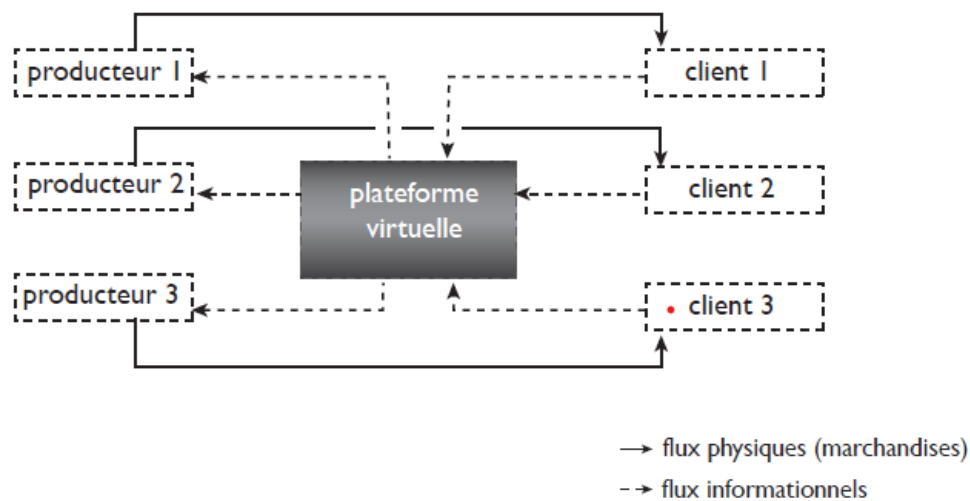 producteur 1
client 1
producteur 2
plateforme
virtuelle
client 2
producteur 3
client 3
flux physiques (marchandises)
flux informationnels